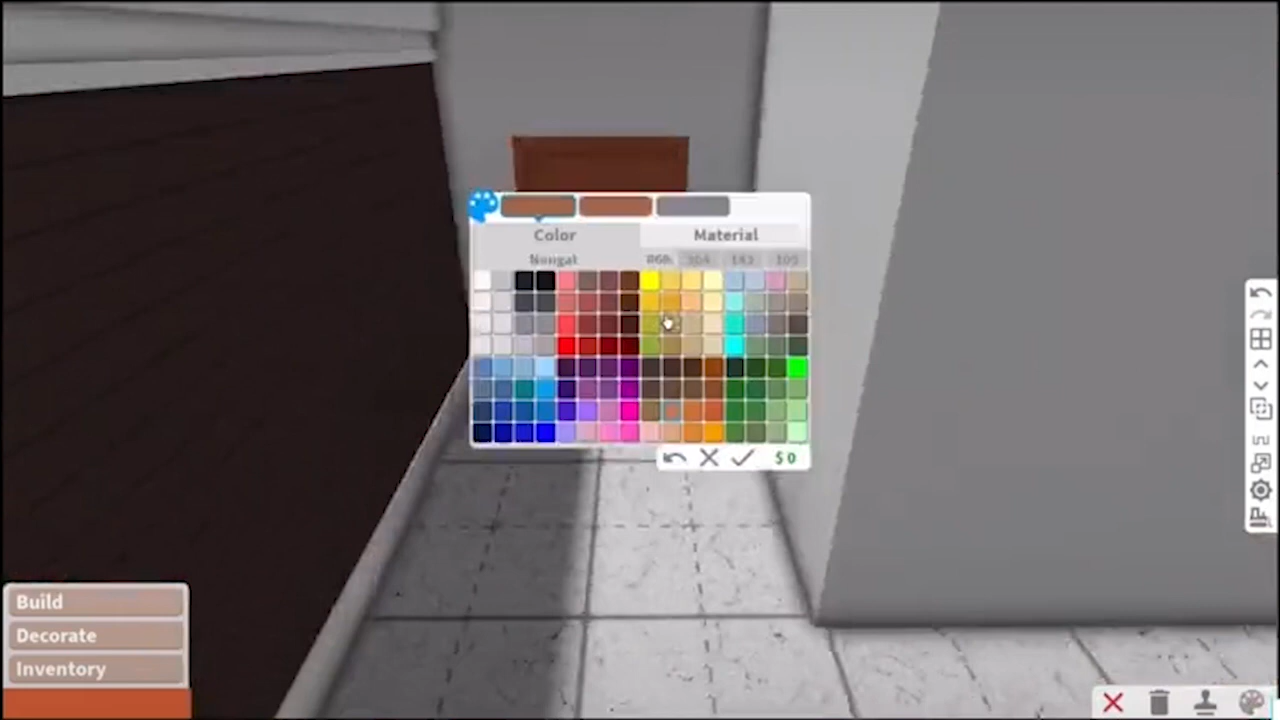 Color
Material
Nougat
$0
Build
Decorate
Inventory